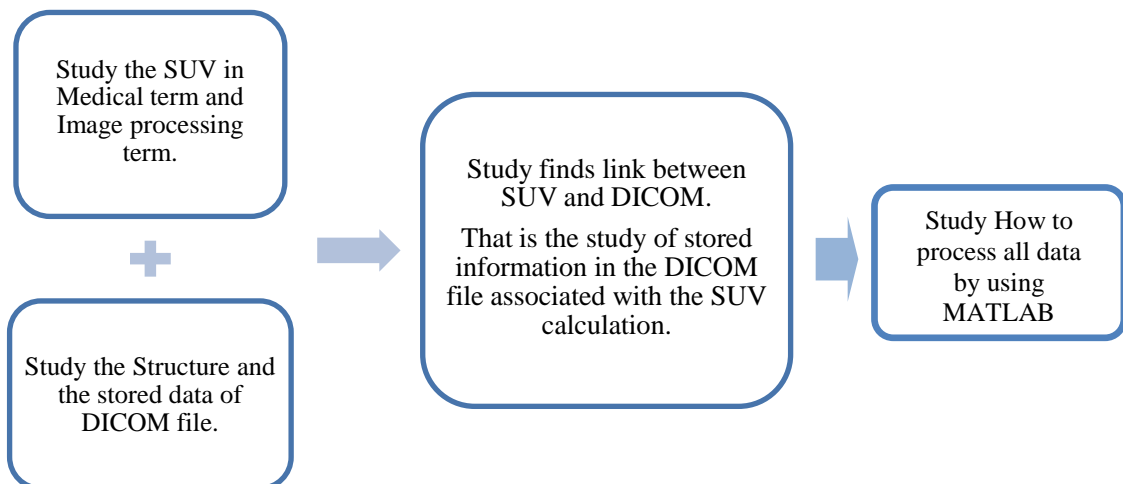 Study the SUV in
Medical term and
Image processing
term.
Study the Structure and
the stored data of
DICOM file.
Study finds link between
SUV and DICOM.
That is the study of stored
information in the DICOM
file associated with the SUV
calculation.
Study How to
process all data
by using
MATLAB